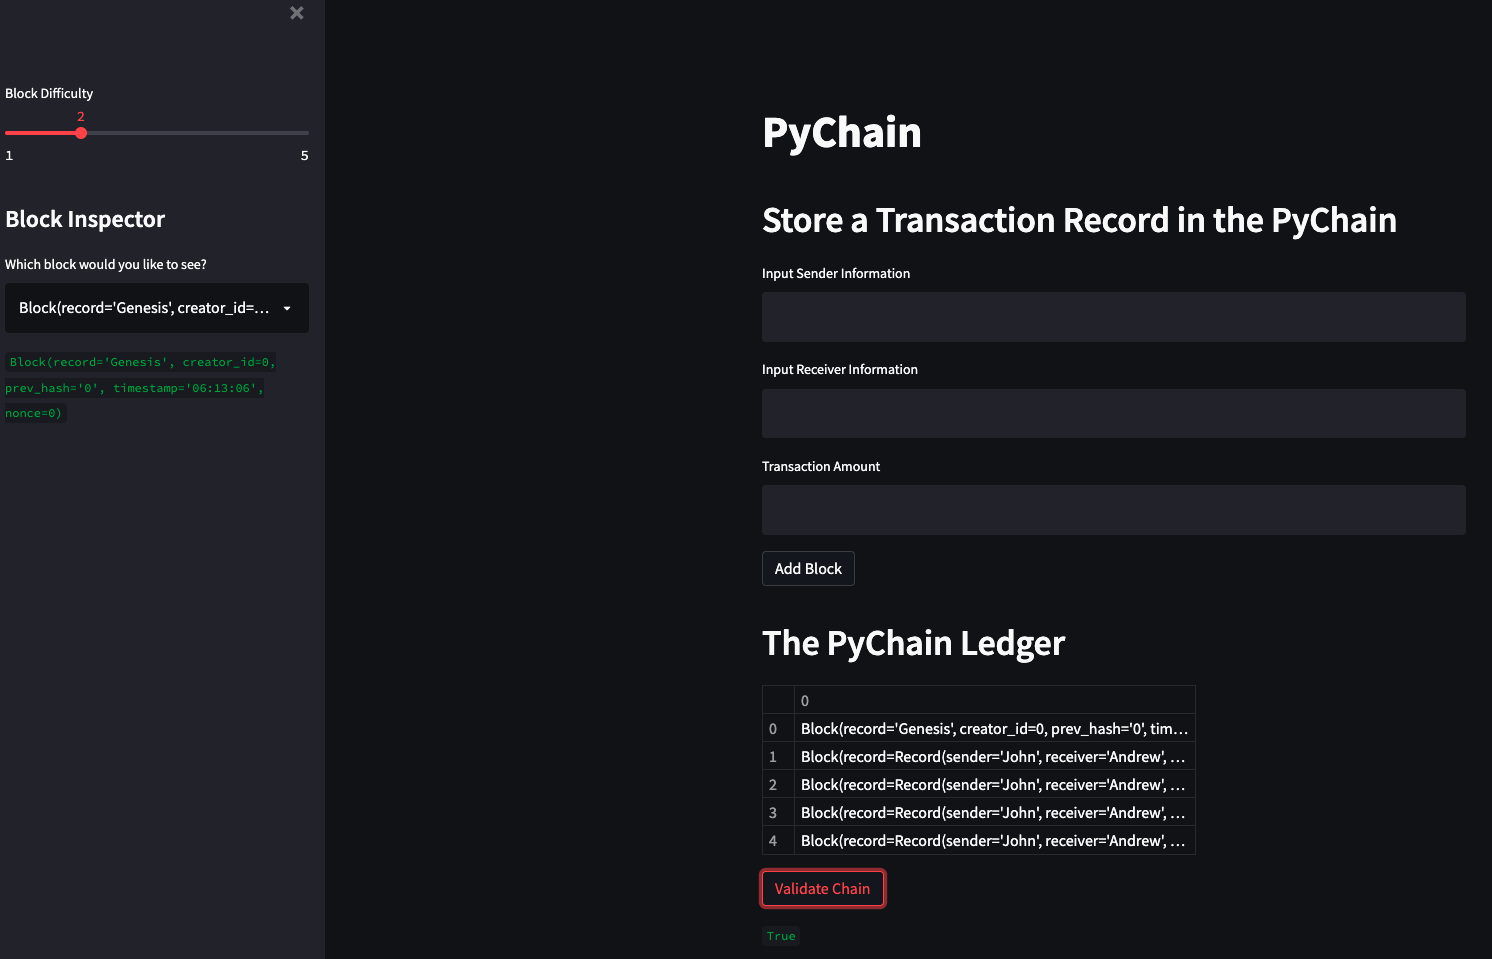 Block Difficulty
2
1 5
Block Inspector
Which block would you like to see?
Block(record='Genesis', creator_id=...
Block(record='Genesis', creator_id=0,
prev_hash='0', timestamp='06:13:06',
nonce=0)
PyChain
Store a Transaction Record in the PyChain
Input Sender Information
Input Receiver Information
Transaction Amount
Add Block
The PyChain Ledger
0
0 Block(record='Genesis', creator_id=0, prev_hash='0', tim...
1 Block(record=Record(sender='John', receiver='Andrew', ...
2 Block(record=Record(sender='John', receiver='Andrew', ...
3 Block(record=Record(sender='John', receiver='Andrew', ...
4 Block(record=Record(sender='John', receiver='Andrew', ...
Validate Chain
True